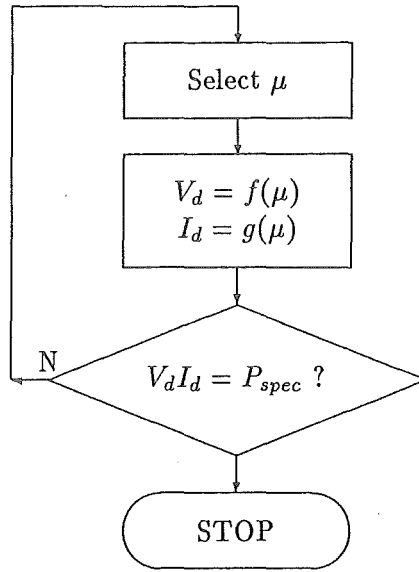 Select μ
V_d = f(μ)
I_d = g(μ)
N
V_d I_d = P_spec ?
STOP